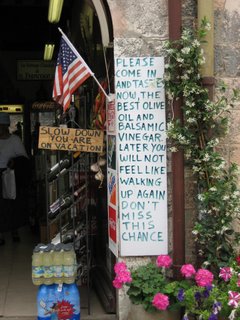 PLEASE
COME IN
AND TASTE
NOW, THE
BEST OLIVE
OIL AND
BALSAMIC
VINEGAR.
LATER YOU
WILL NOT
FEEL LIKE
WALKING
UP AGAIN
DON'T
MISS
THIS
CHANCE
SLOW DOWN
YOU ARE
ON VACATION